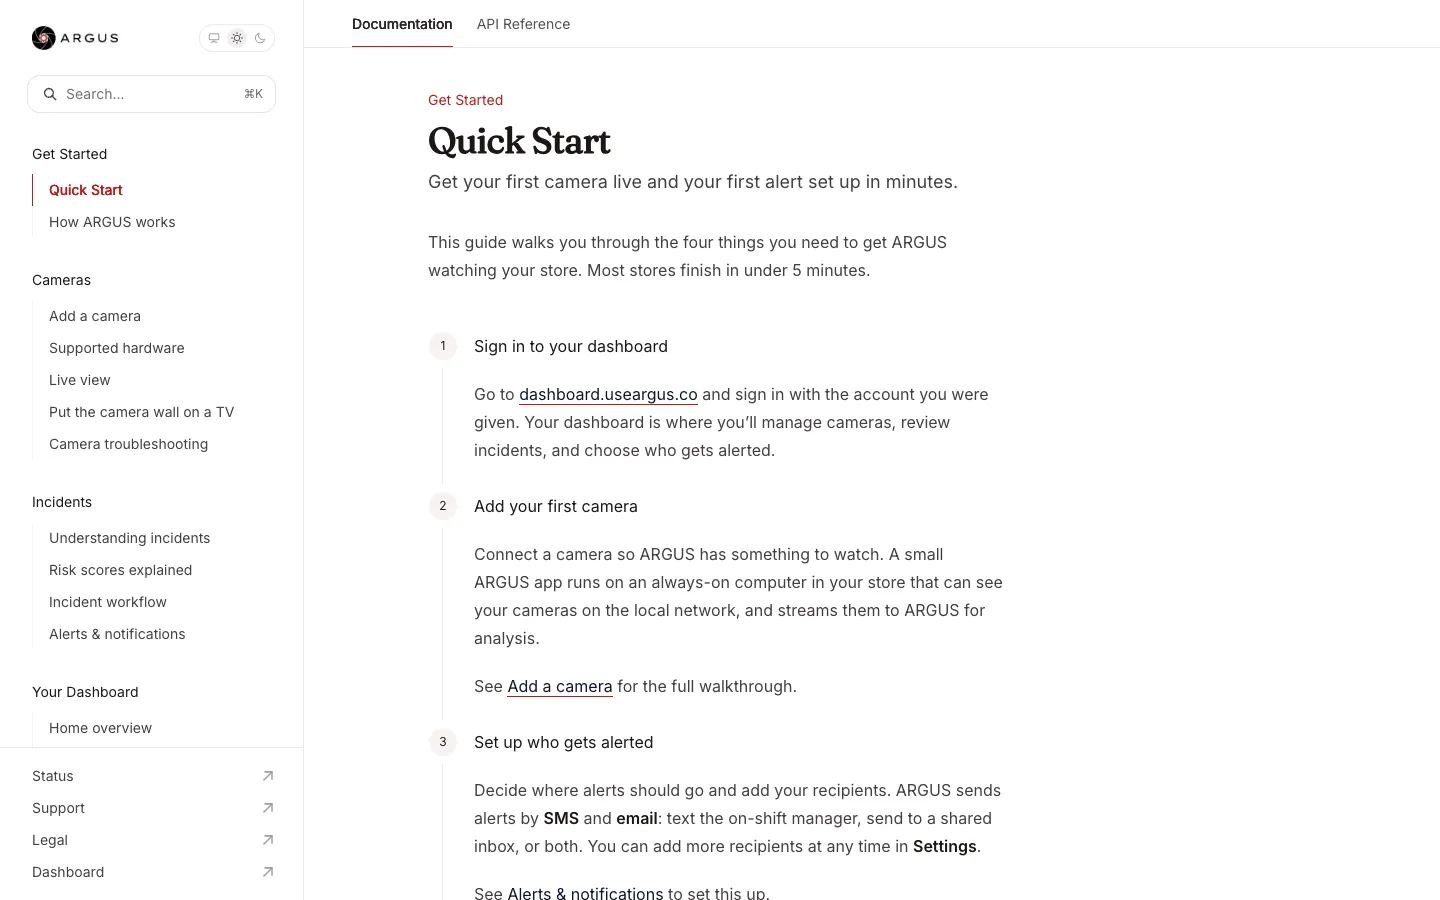 ARGUS
Search...
⌘K
Get Started
Quick Start
How ARGUS works
Cameras
Add a camera
Supported hardware
Live view
Put the camera wall on a TV
Camera troubleshooting
Incidents
Understanding incidents
Risk scores explained
Incident workflow
Alerts & notifications
Your Dashboard
Home overview
Status
Support
Legal
Dashboard
Documentation
API Reference
Get Started
Quick Start
Get your first camera live and your first alert set up in minutes.
This guide walks you through the four things you need to get ARGUS
watching your store. Most stores finish in under 5 minutes.
1
Sign in to your dashboard
Go to dashboard.useargus.co and sign in with the account you were
given. Your dashboard is where you’ll manage cameras, review
incidents, and choose who gets alerted.
2
Add your first camera
Connect a camera so ARGUS has something to watch. A small
ARGUS app runs on an always-on computer in your store that can see
your cameras on the local network, and streams them to ARGUS for
analysis.
See Add a camera for the full walkthrough.
3
Set up who gets alerted
Decide where alerts should go and add your recipients. ARGUS sends
alerts by SMS and email: text the on-shift manager, send to a shared
inbox, or both. You can add more recipients at any time in Settings.
See Alerts & notifications to set this up.